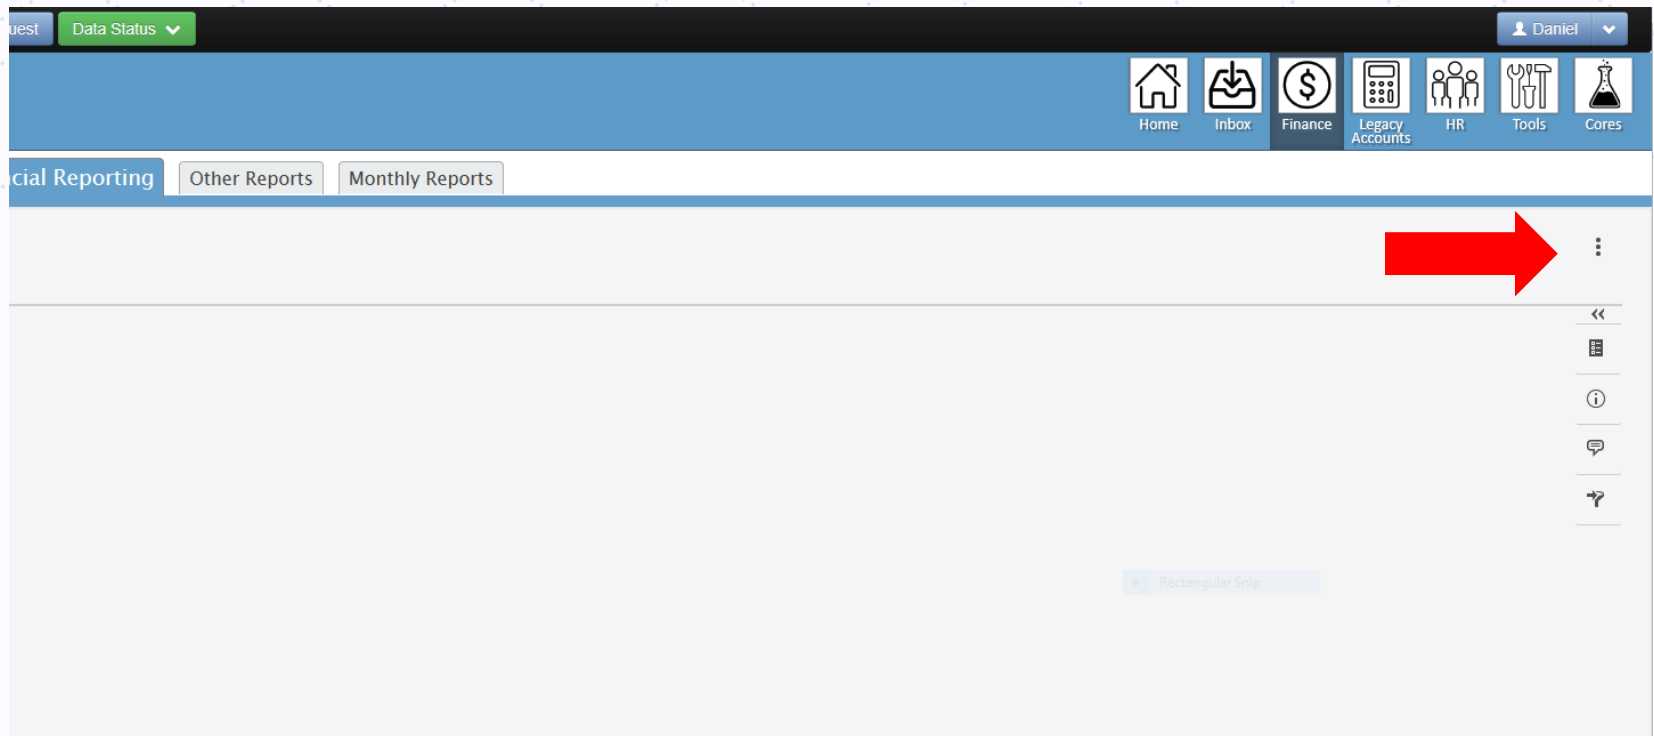 uest Data Status Daniel
Home Inbox Finance Legacy Accounts HR Tools Cores
cial Reporting Other Reports Monthly Reports
Rectangular Snip